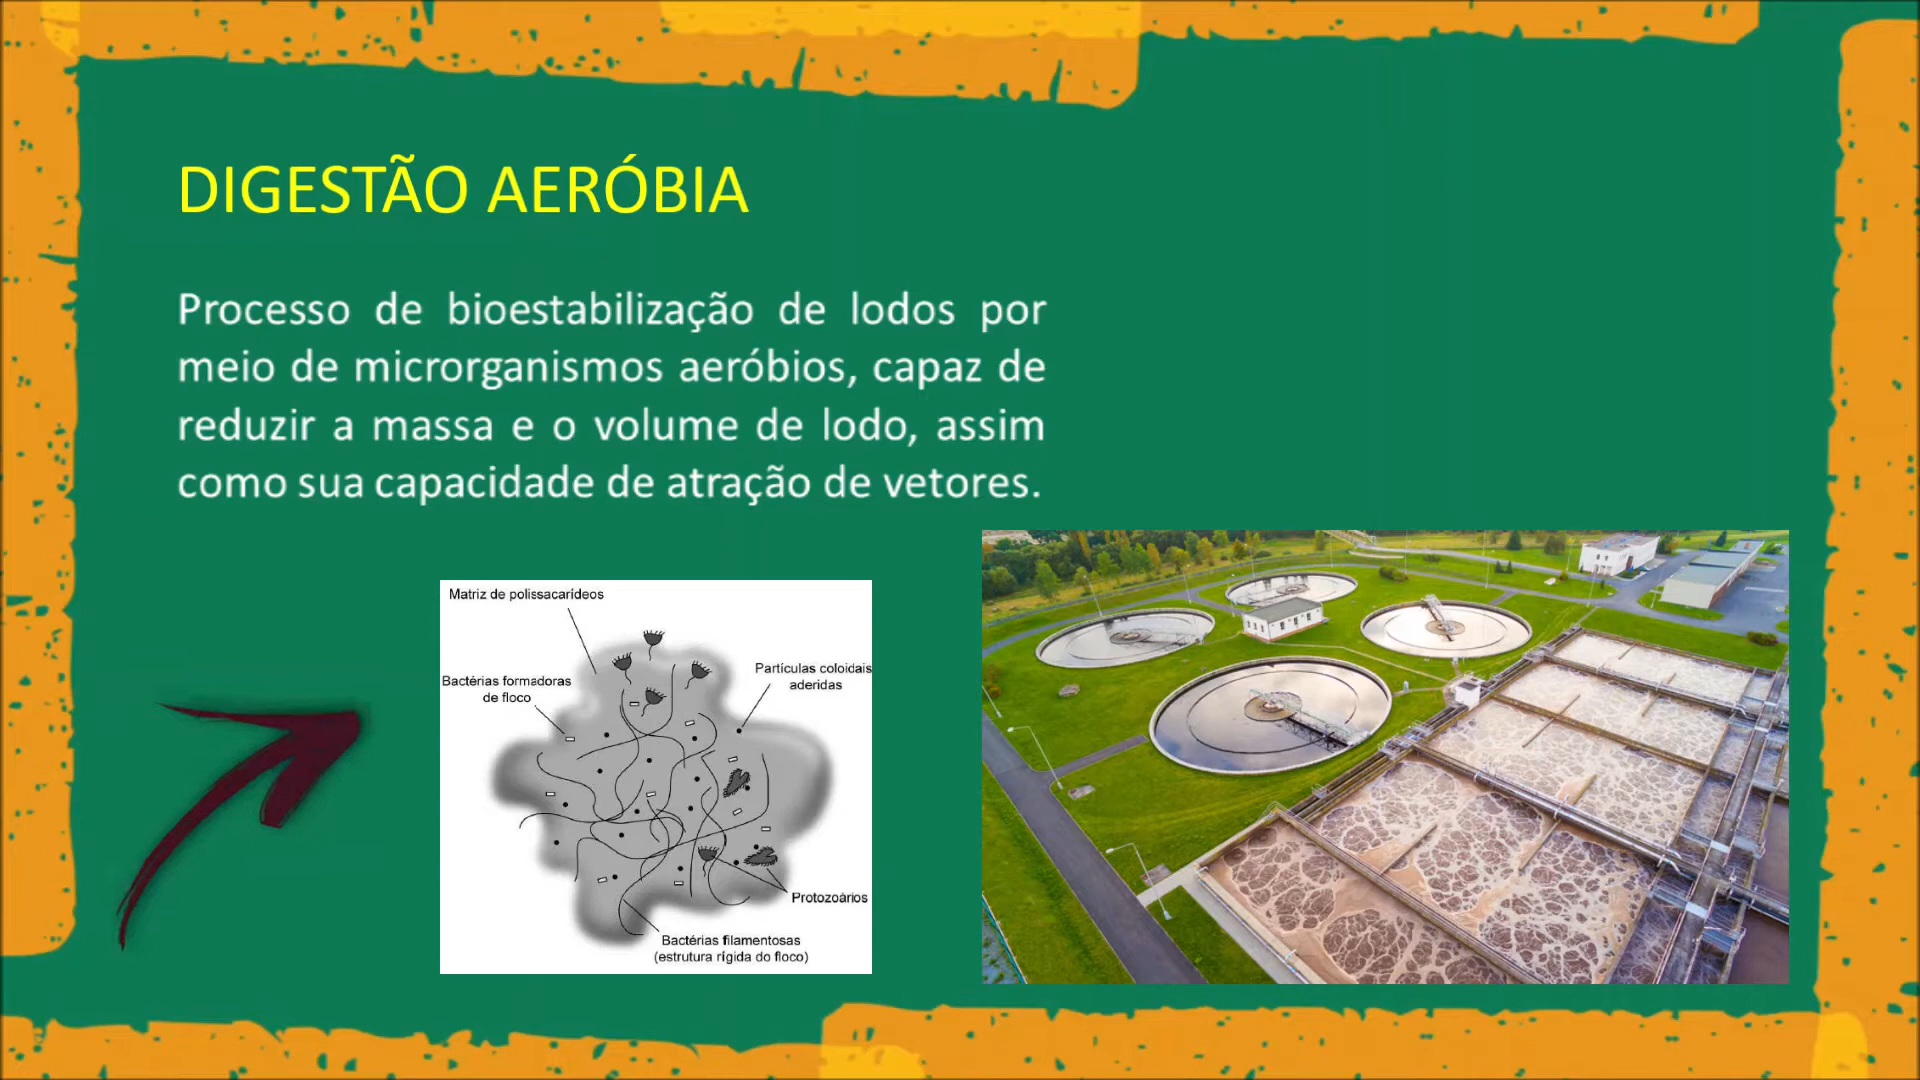 DIGESTÃO AERÓBIA
Processo de bioestabilização de lodos por
meio de microrganismos aeróbios, capaz de
reduzir a massa e o volume de lodo, assim
como sua capacidade de atração de vetores.
Matriz de polissacarídeos
Partículas coloidais
aderidas
Bactérias formadoras
de floco
Protozoários
Bactérias filamentosas
(estrutura rígida do floco)